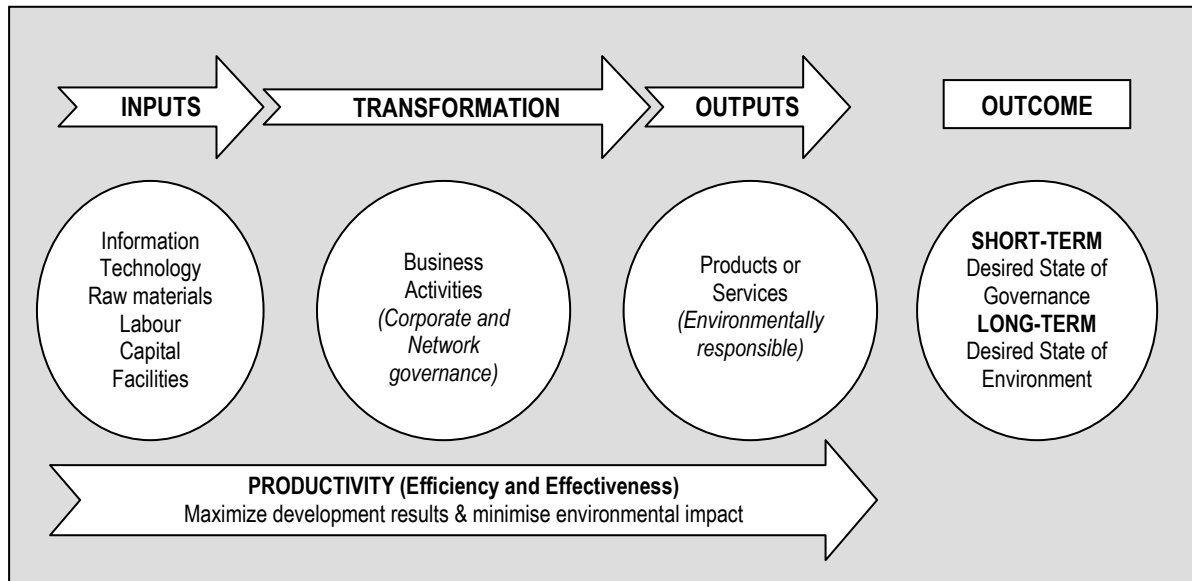 INPUTS
TRANSFORMATION
OUTPUTS
OUTCOME
Information
Technology
Raw materials
Labour
Capital
Facilities
Business
Activities
(Corporate and
Network
governance)
Products or
Services
(Environmentally
responsible)
SHORT-TERM
Desired State of
Governance
LONG-TERM
Desired State of
Environment
PRODUCTIVITY (Efficiency and Effectiveness)
Maximize development results & minimise environmental impact